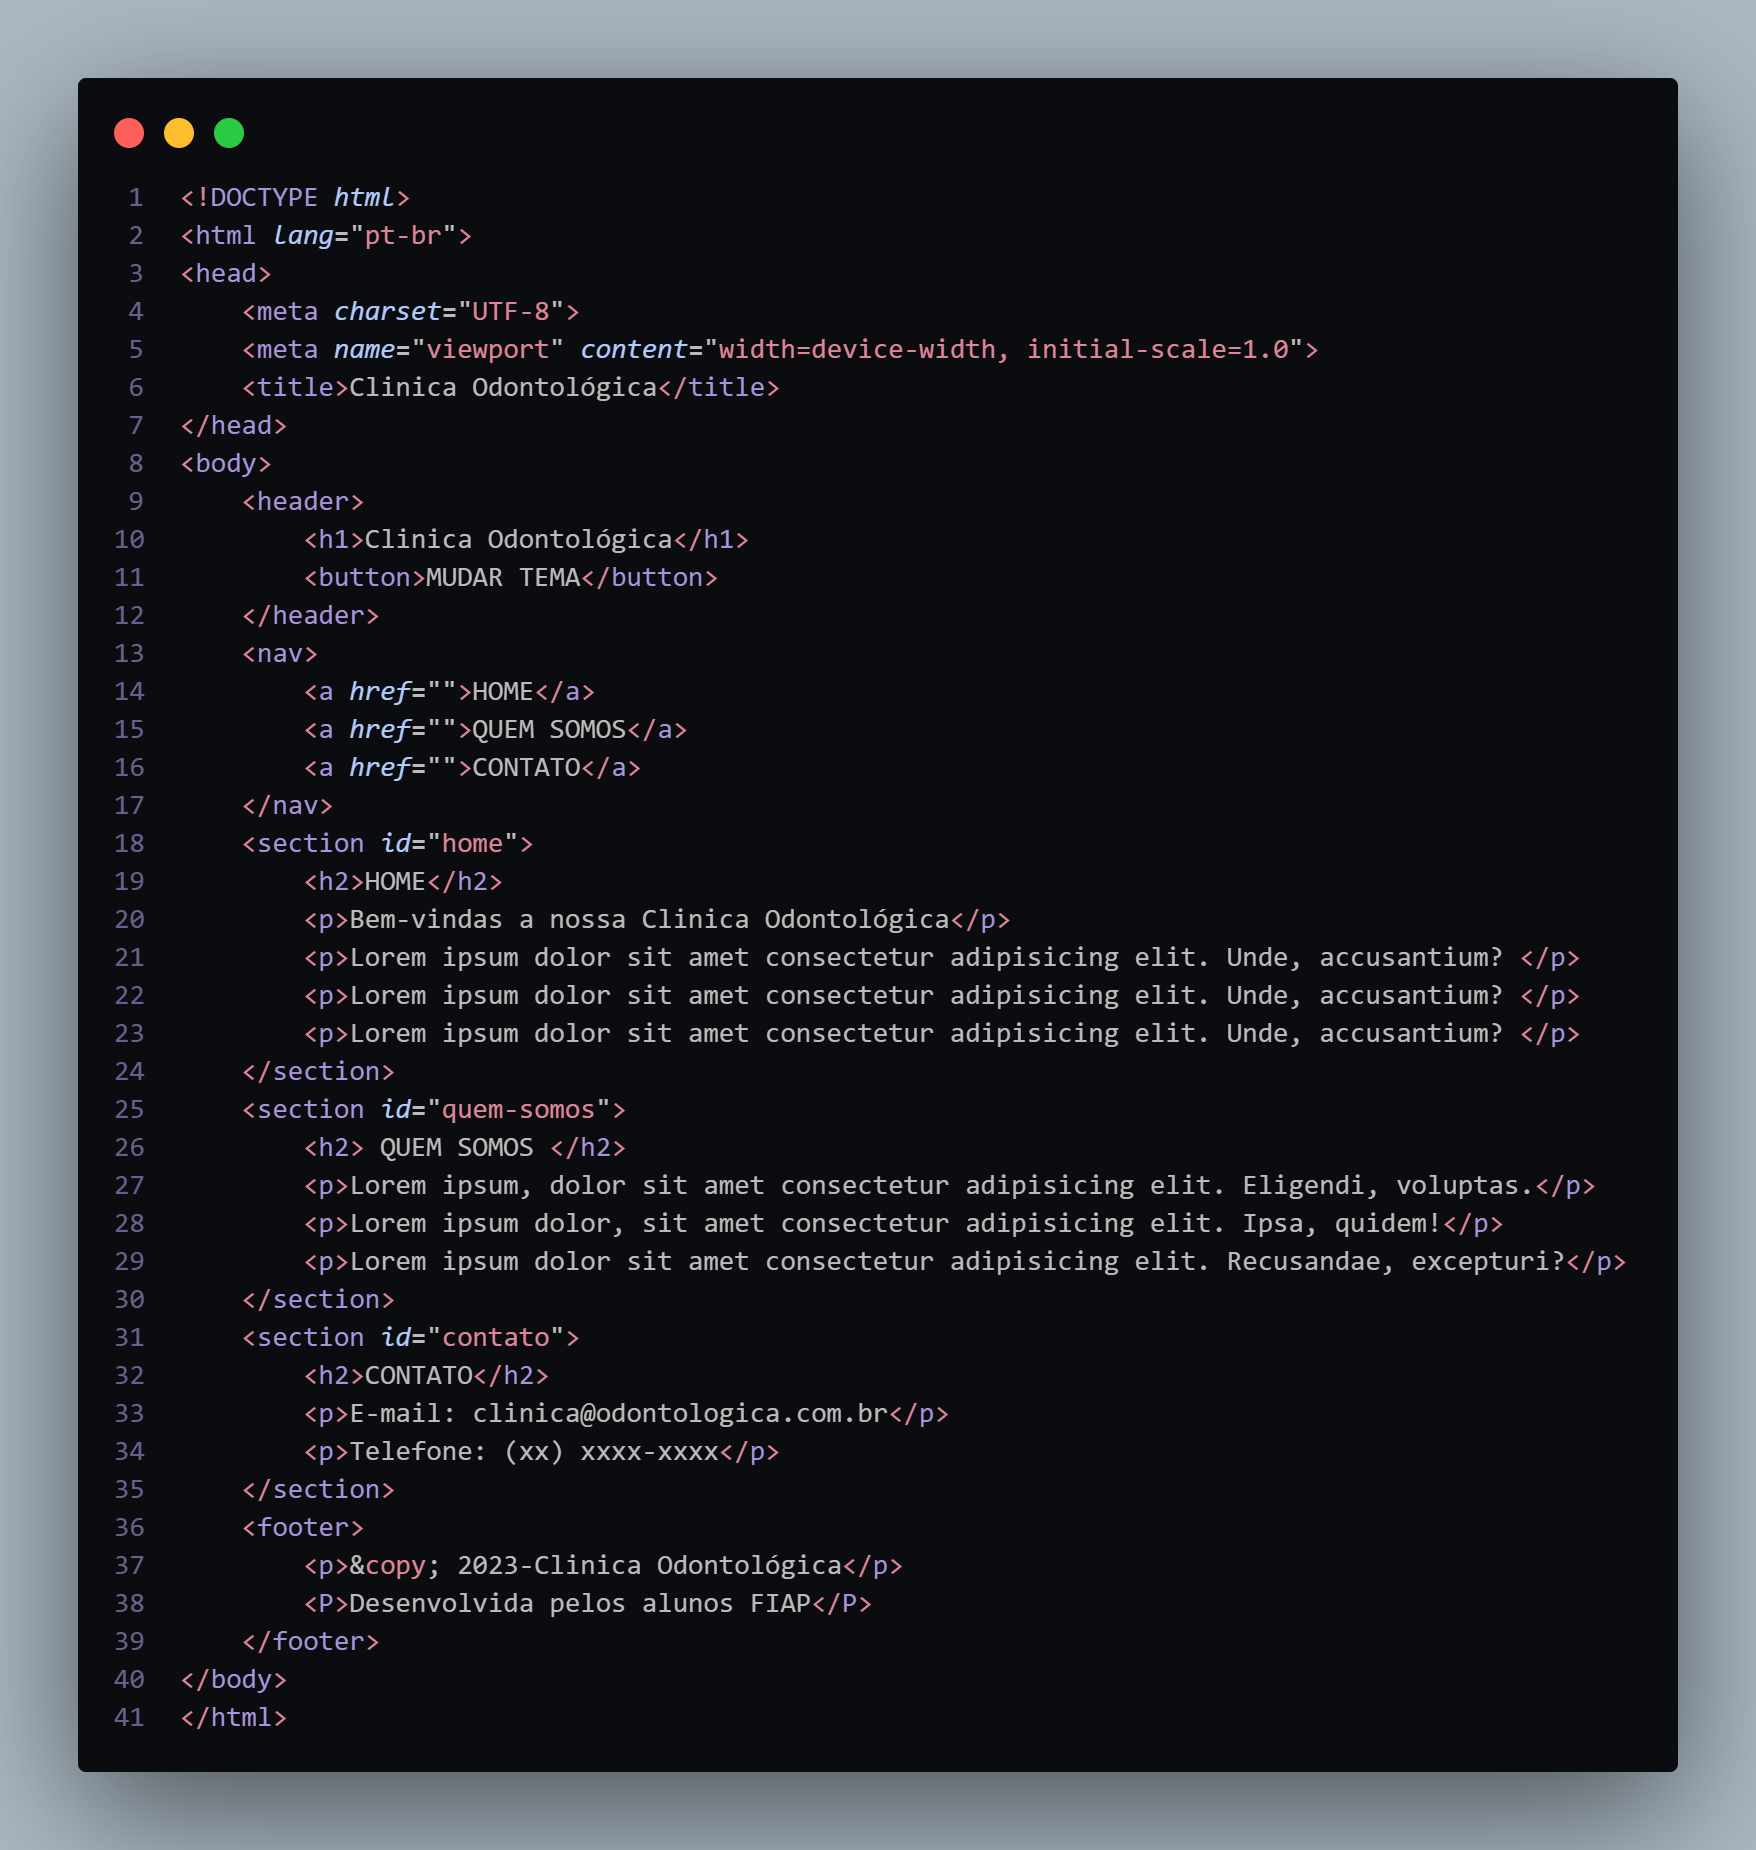 1 <!DOCTYPE html>
2 <html lang="pt-br">
3 <head>
4     <meta charset="UTF-8">
5     <meta name="viewport" content="width=device-width, initial-scale=1.0">
6     <title>Clinica Odontológica</title>
7 </head>
8 <body>
9     <header>
10         <h1>Clinica Odontológica</h1>
11         <button>MUDAR TEMA</button>
12     </header>
13     <nav>
14         <a href="">HOME</a>
15         <a href="">QUEM SOMOS</a>
16         <a href="">CONTATO</a>
17     </nav>
18     <section id="home">
19         <h2>HOME</h2>
20         <p>Bem-vindas a nossa Clinica Odontológica</p>
21         <p>Lorem ipsum dolor sit amet consectetur adipisicing elit. Unde, accusantium? </p>
22         <p>Lorem ipsum dolor sit amet consectetur adipisicing elit. Unde, accusantium? </p>
23         <p>Lorem ipsum dolor sit amet consectetur adipisicing elit. Unde, accusantium? </p>
24     </section>
25     <section id="quem-somos">
26         <h2> QUEM SOMOS </h2>
27         <p>Lorem ipsum, dolor sit amet consectetur adipisicing elit. Eligendi, voluptas.</p>
28         <p>Lorem ipsum dolor, sit amet consectetur adipisicing elit. Ipsa, quidem!</p>
29         <p>Lorem ipsum dolor sit amet consectetur adipisicing elit. Recusandae, excepturi?</p>
30     </section>
31     <section id="contato">
32         <h2>CONTATO</h2>
33         <p>E-mail: clinica@odontologica.com.br</p>
34         <p>Telefone: (xx) xxxx-xxxx</p>
35     </section>
36     <footer>
37         <p>&copy; 2023-Clinica Odontológica</p>
38         <P>Desenvolvida pelos alunos FIAP</P>
39     </footer>
40 </body>
41 </html>